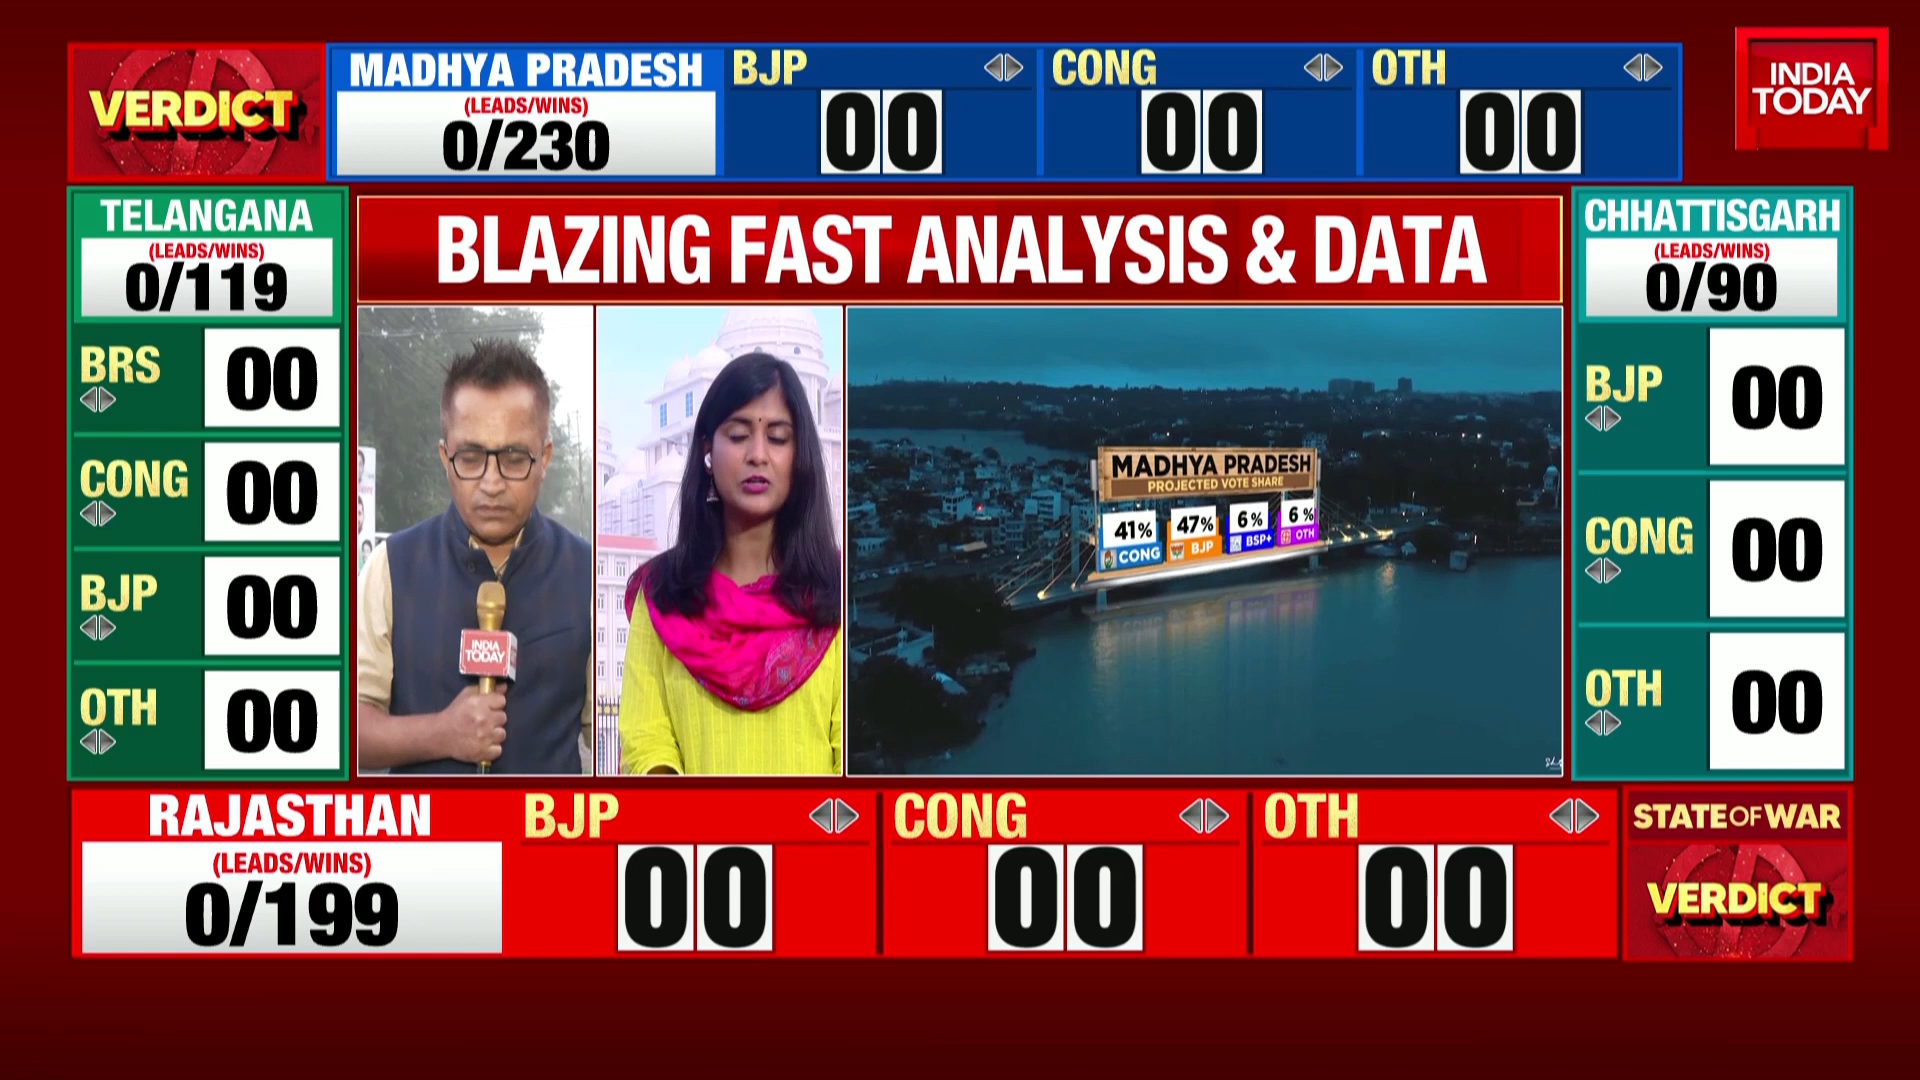 VERDICT
MADHYA PRADESH
(LEADS/WINS)
0/230
BJP
00
CONG
00
OTH
00
INDIA
TODAY
TELANGANA
(LEADS/WINS)
0/119
BRS
00
CONG
00
BJP
00
OTH
00
BLAZING FAST ANALYSIS & DATA
INDIA
TODAY
MADHYA PRADESH
PROJECTED VOTE SHARE
41%
CONG
47%
BJP
6%
BSP+
6%
OTH
CHHATTISGARH
(LEADS/WINS)
0/90
BJP
00
CONG
00
OTH
00
RAJASTHAN
(LEADS/WINS)
0/199
BJP
00
CONG
00
OTH
00
STATE OF WAR
VERDICT